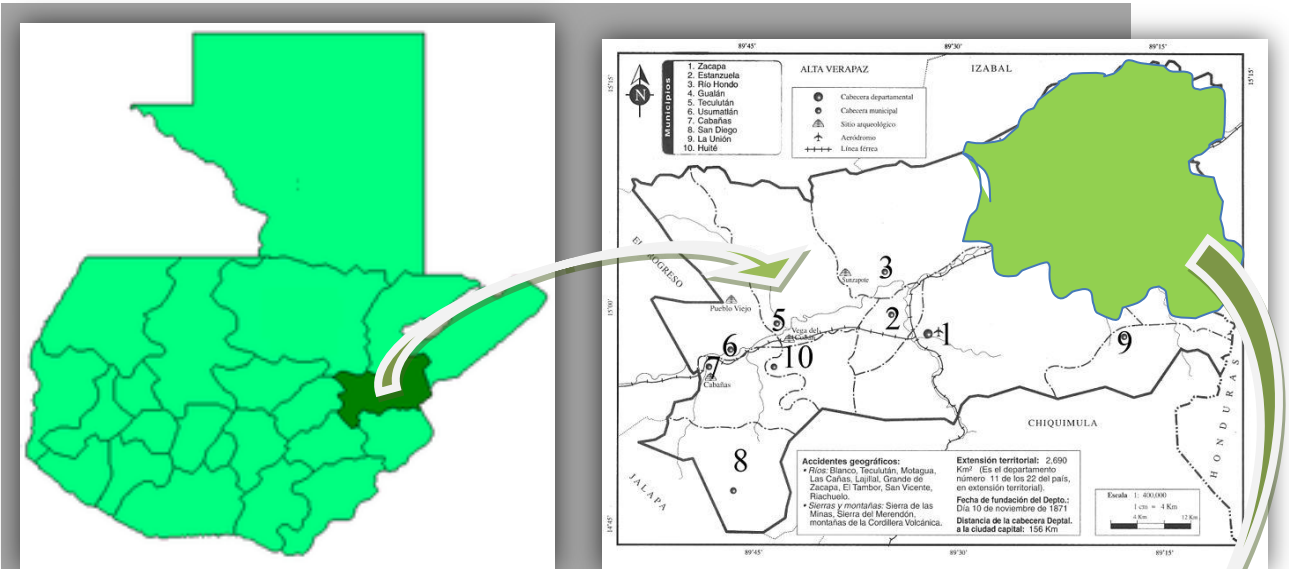 89°45'
89°30'
89°15'
15°15'
15°15'
N
Municipios
1. Zacapa
2. Estanzuela
3. Río Hondo
4. Gualán
5. Teculután
6. Usumatlán
7. Cabañas
8. San Diego
9. La Unión
10. Huité
ALTA VERAPAZ
IZABAL
Cabecera departamental
Cabecera municipal
Sitio arqueológico
Aeródromo
Línea férrea
EL PROGRESO
15°00'
Sunzapote
3
Pueblo Viejo
5
2
1
Vega del
6
7
10
9
Cabañas
8
CHIQUIMULA
HONDURAS
JALAPA
Accidentes geográficos:
• Ríos: Blanco, Teculután, Motagua,
Las Cañas, Lajillal, Grande de
Zacapa, El Tambor, San Vicente,
Riachuelo.
• Sierras y montañas: Sierra de las
Minas, Sierra del Merendón,
montañas de la Cordillera Volcánica.
Extensión territorial: 2,690
Km² (Es el departamento
número 11 de los 22 del país,
en extensión territorial).
Fecha de fundación del Depto.:
Día 10 de noviembre de 1871
Distancia de la cabecera Deptal.
a la ciudad capital: 156 Km
Escala 1: 400,000
1 cm = 4 Km
4 Km 12 Km
14°45'
89°45'
89°30'
89°15'